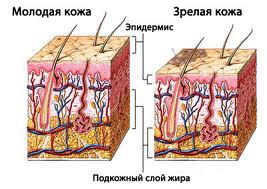 Молодая кожа
Зрелая кожа
Эпидермис
Подкожный слой жира